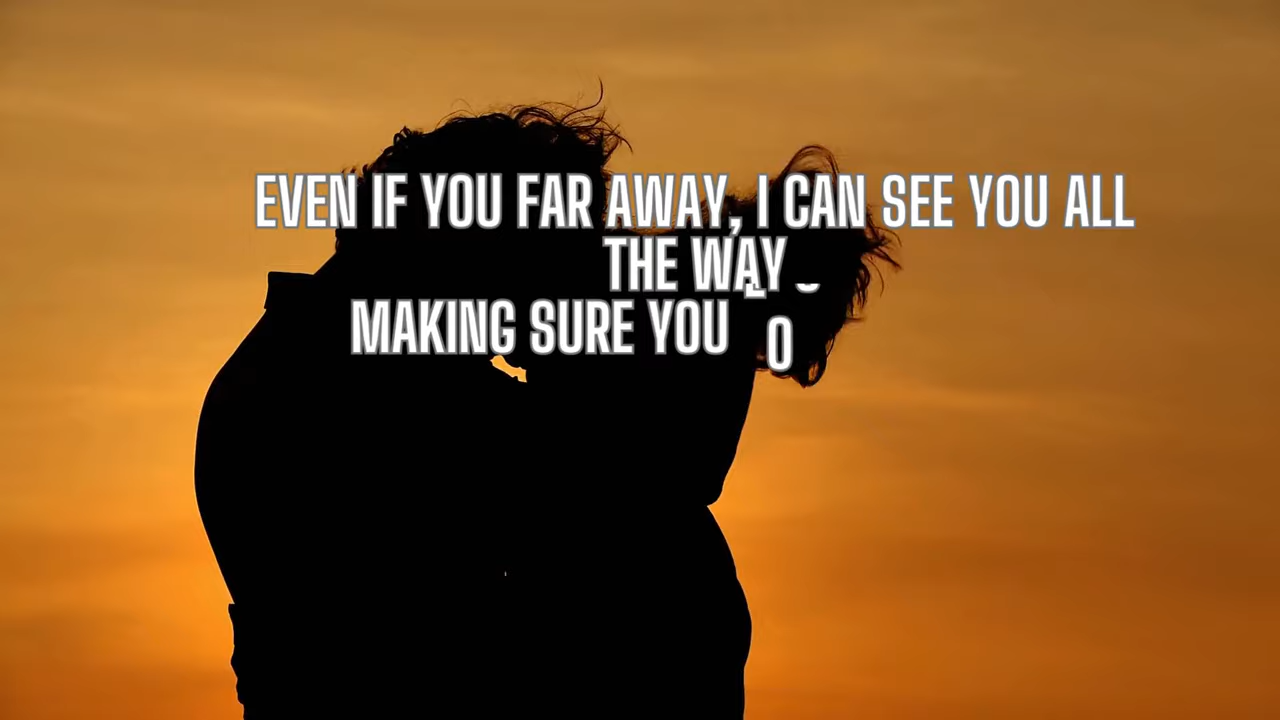 EVEN IF YOU FAR AWAY, I CAN SEE YOU ALL
THE WAY
MAKING SURE YOU